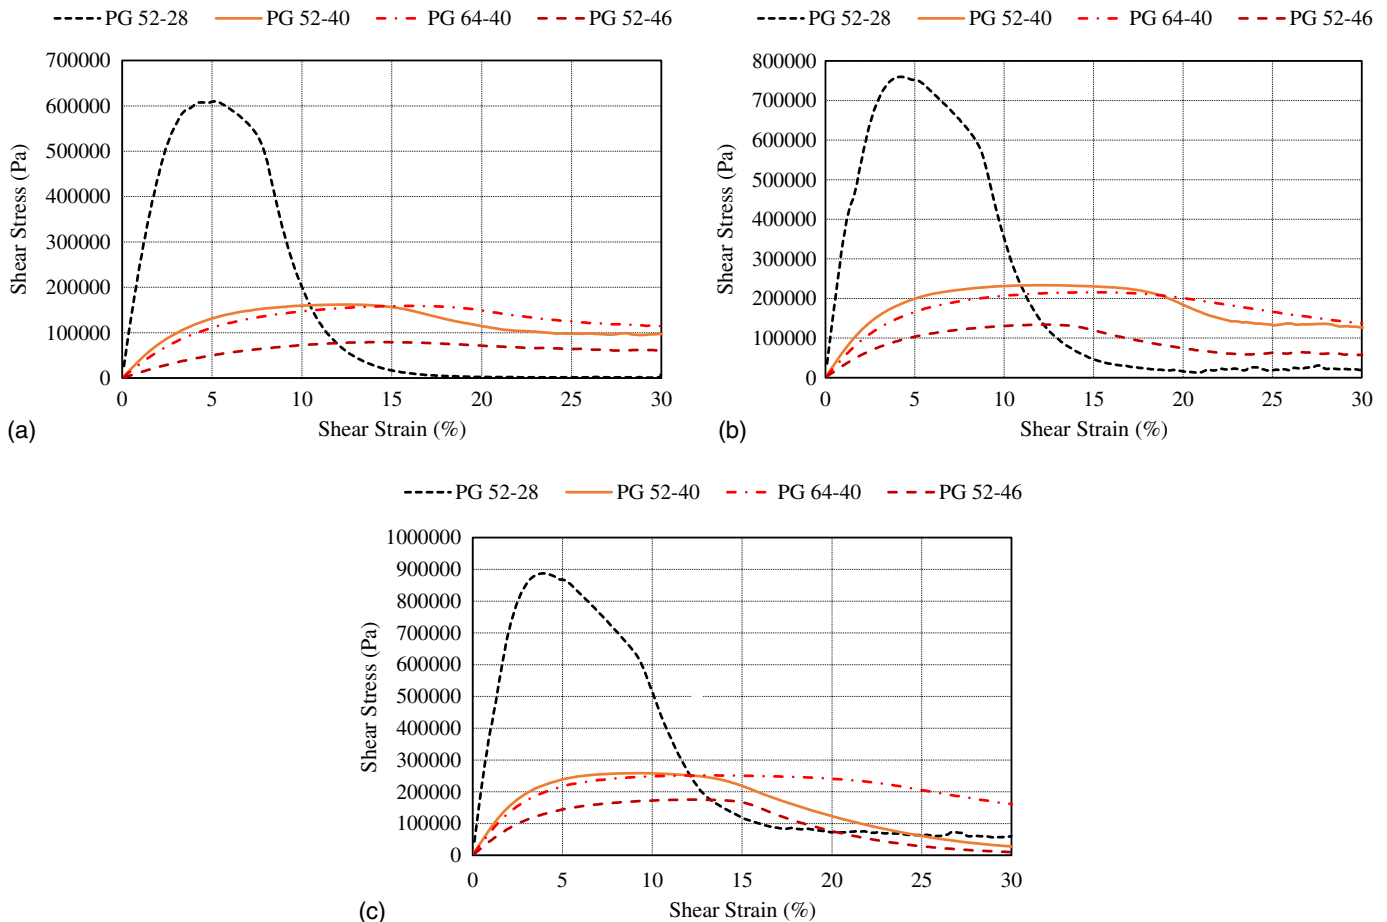 PG 52-28 PG 52-40 PG 64-40 PG 52-46
700000
600000
500000
400000
300000
200000
100000
0
Shear Stress (Pa)
0 5 10 15 20 25 30
Shear Strain (%)
(a)
PG 52-28 PG 52-40 PG 64-40 PG 52-46
800000
700000
600000
500000
400000
300000
200000
100000
0
Shear Stress (Pa)
0 5 10 15 20 25 30
Shear Strain (%)
(b)
PG 52-28 PG 52-40 PG 64-40 PG 52-46
1000000
900000
800000
700000
600000
500000
400000
300000
200000
100000
0
Shear Stress (Pa)
0 5 10 15 20 25 30
Shear Strain (%)
(c)